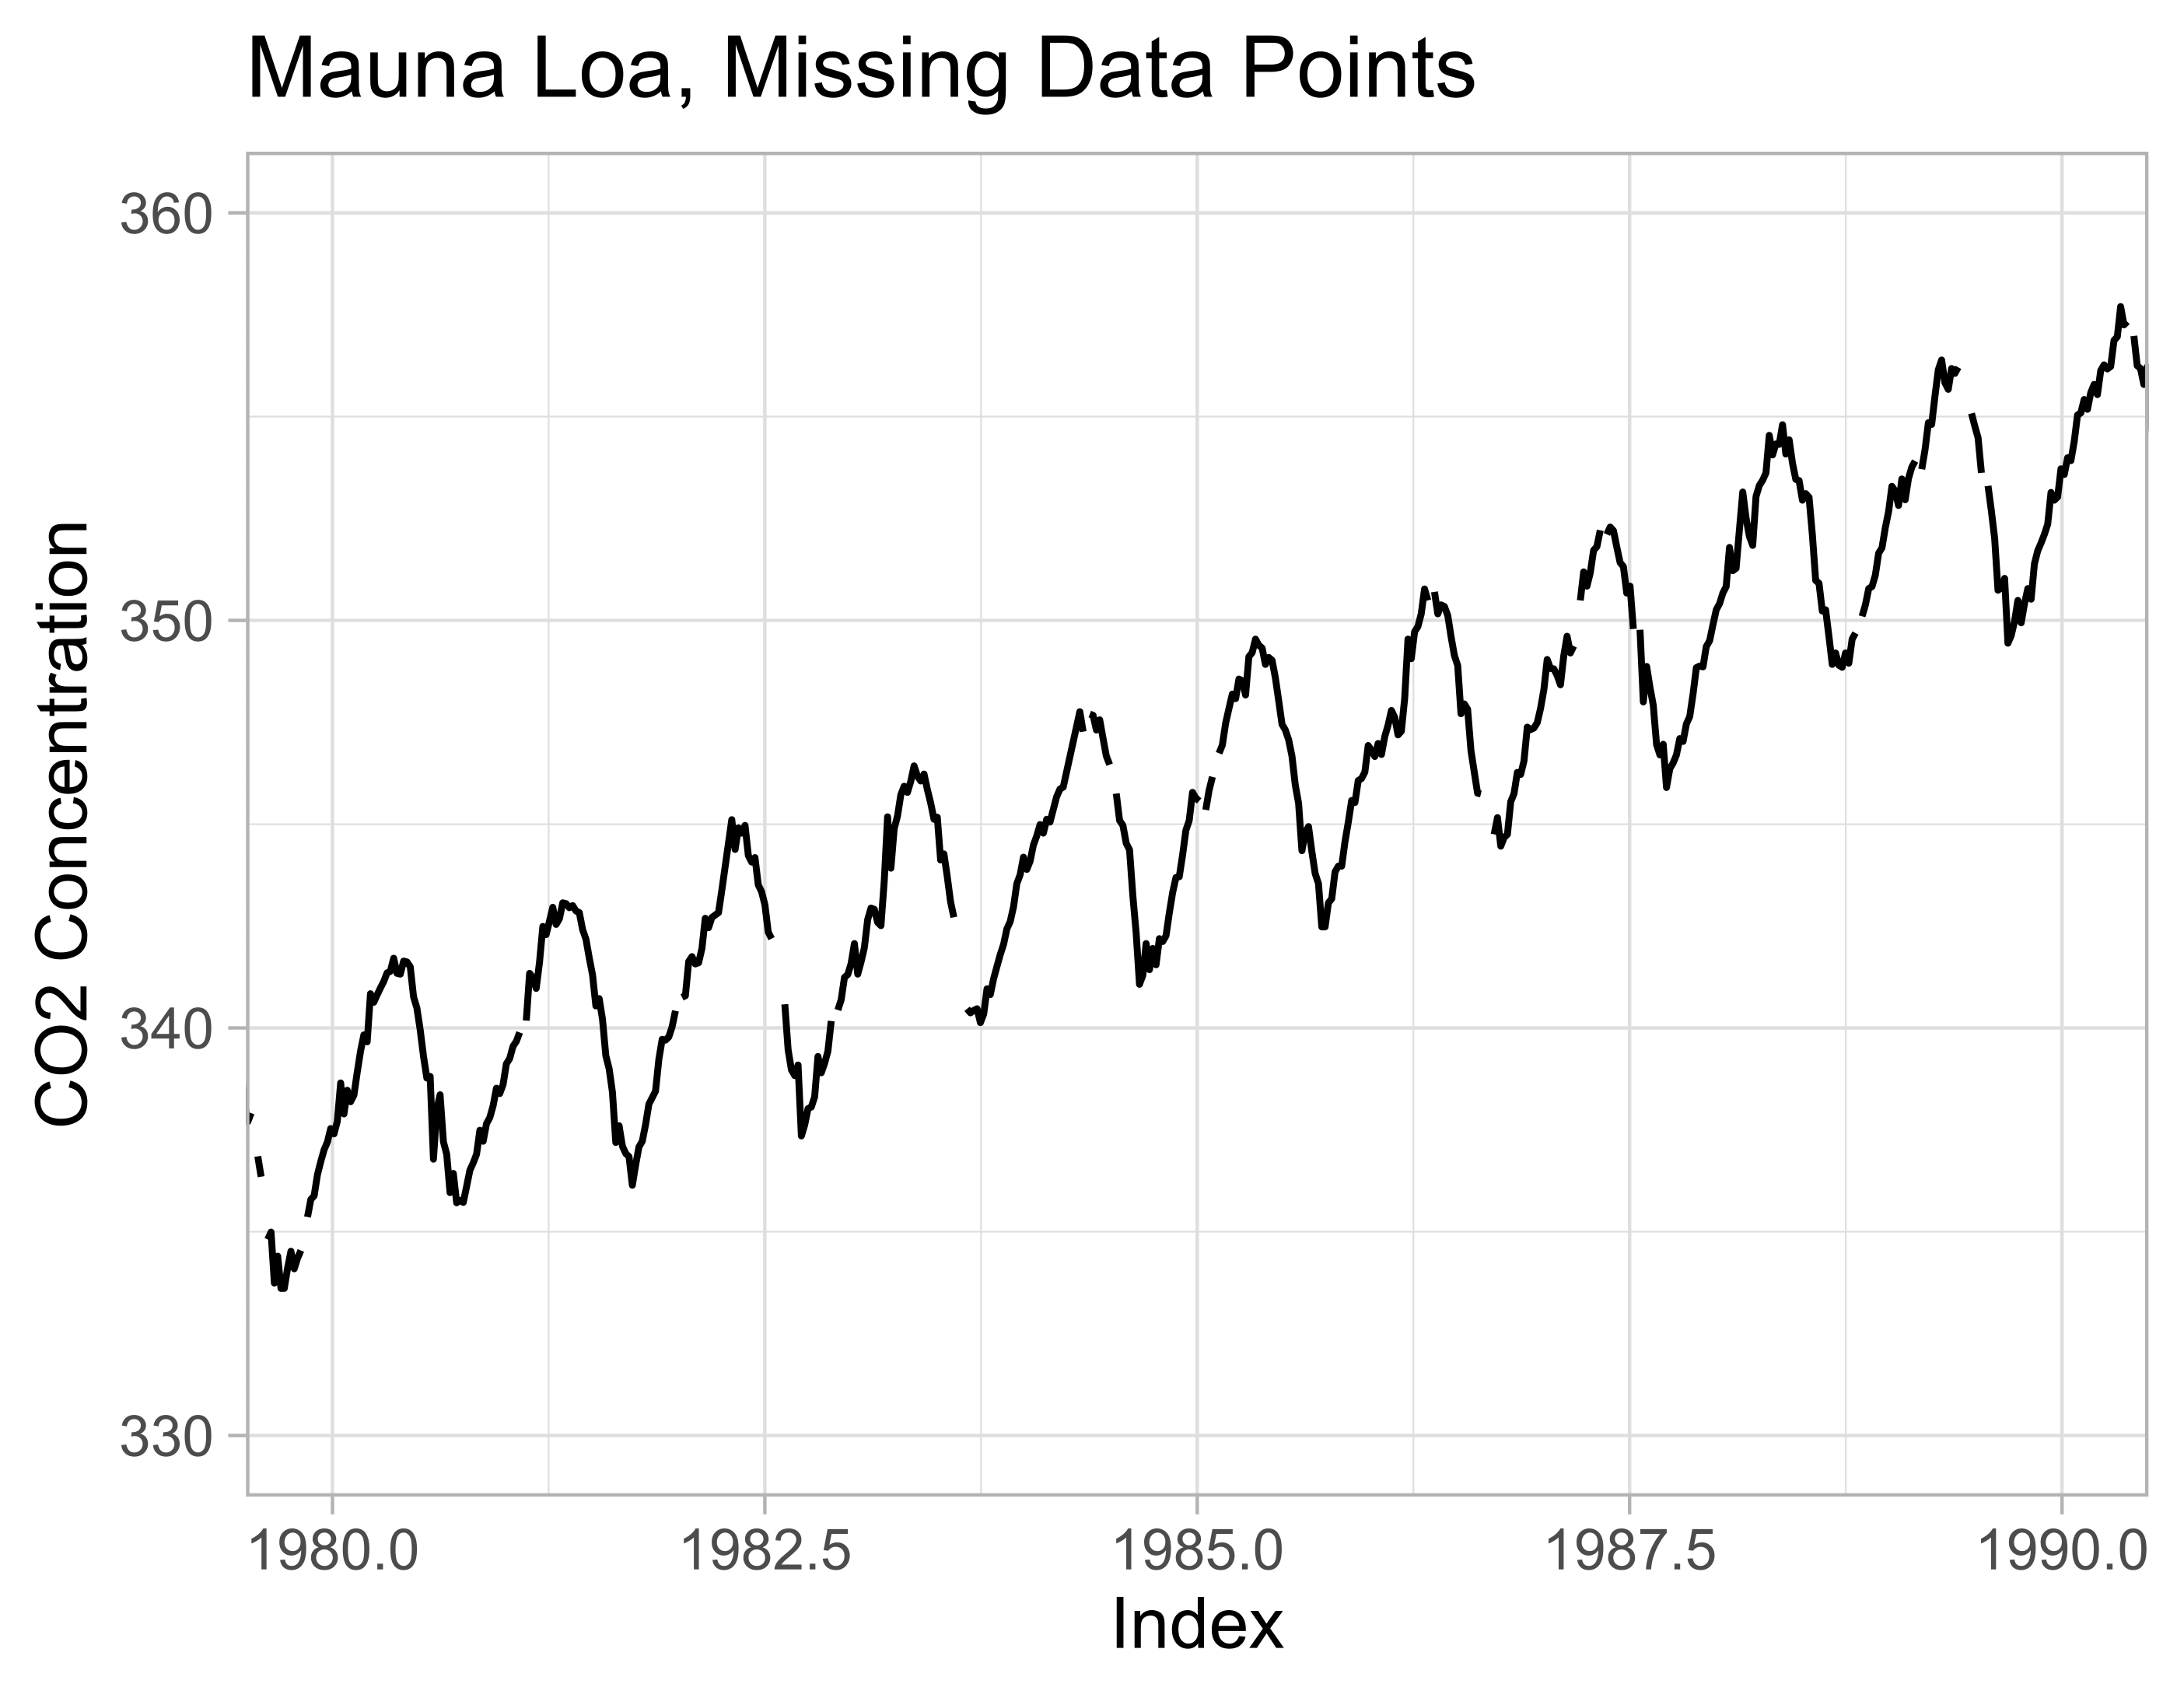 Mauna Loa, Missing Data Points
360
350
340
330
CO2 Concentration
1980.0 1982.5 1985.0 1987.5 1990.0
Index